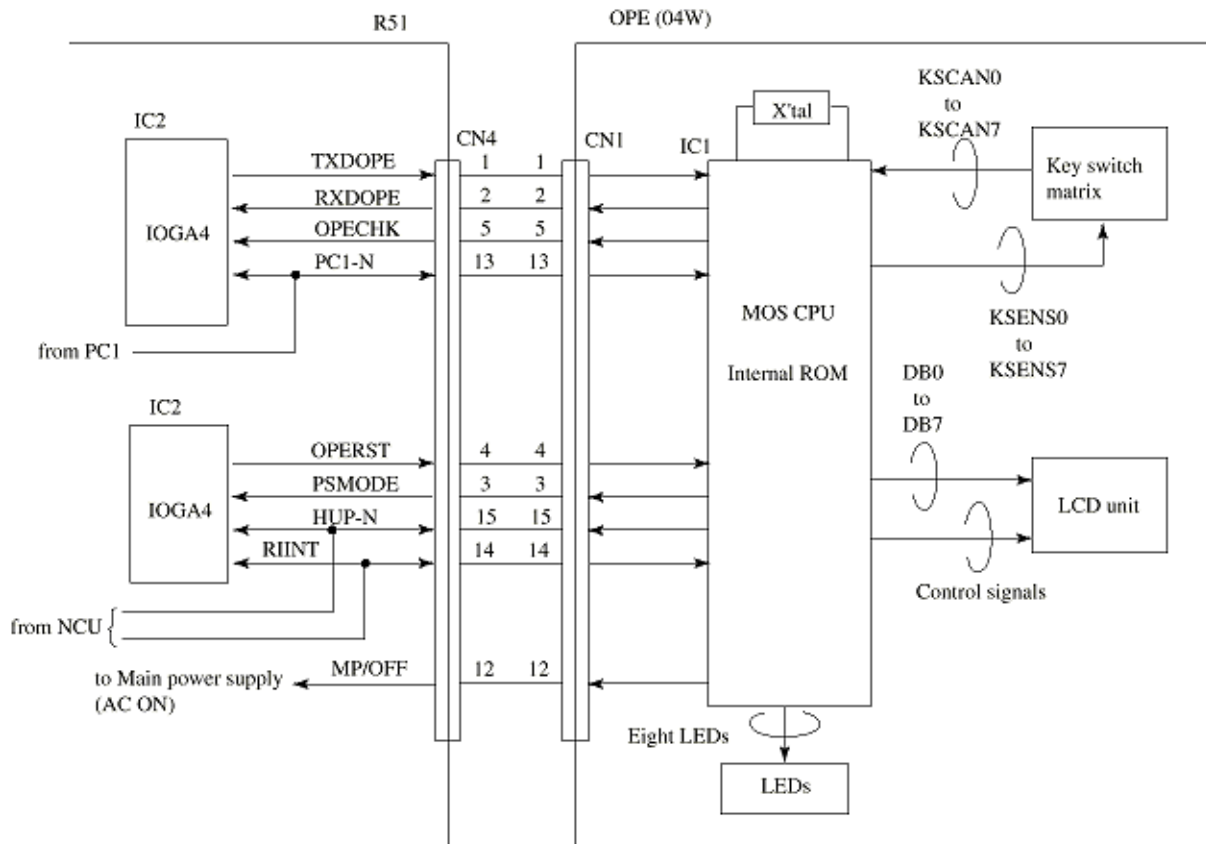 R51
OPE (04W)
IC2
IOGA4
TXDOPE
RXDOPE
OPECHK
PC1-N
from PC1
CN4
CN1
1 1
2 2
5 5
13 13
IC1
X'tal
MOS CPU
Internal ROM
KSCAN0
to
KSCAN7
Key switch
matrix
KSENS0
to
KSENS7
DB0
to
DB7
LCD unit
Control signals
IC2
IOGA4
OPERST
PSMODE
HUP-N
RIINT
4 4
3 3
15 15
14 14
from NCU
to Main power supply
(AC ON)
MP/OFF
12 12
Eight LEDs
LEDs